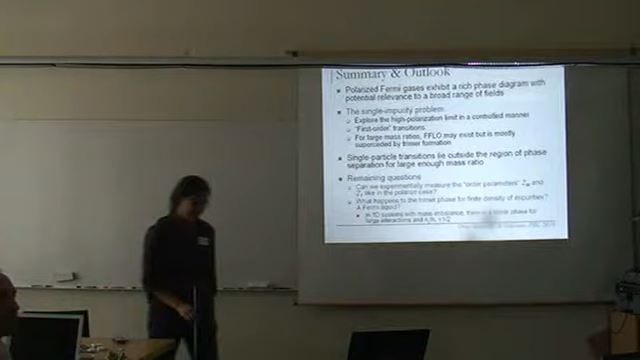 Summary & Outlook
Polarized Fermi gases exhibit a rich phase diagram with
potential relevance to a broad range of fields
The single-impurity problem
Explore the high-polarization limit in a controlled manner
"First-order" transitions
For large mass ratios, FFLO may exist but is mostly
superceded by trimer formation
Single-particle transitions lie outside the region of phase
separation for large enough mass ratio
Remaining questions
Can we experimentally measure the "order parameters" and
like in the polaron case?
What happens to the trimer phase for finite density of impurities?
A Fermi liquid?
In 1D systems with mass imbalance, there is a trimer phase for
large interactions and